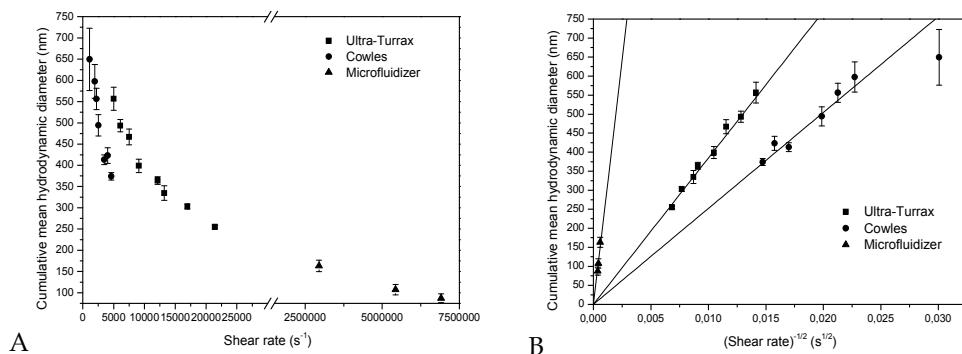 Cumulative mean hydrodynamic diameter (nm)
750
700
650
600
550
500
450
400
350
300
250
200
150
100
Ultra-Turrax
Cowles
Microfluidizer
0 5000 10000 15000 20000 25000 2500000 5000000 7500000
Shear rate (s⁻¹)
A
Cumulative mean hydrodynamic diameter (nm)
750
700
650
600
550
500
450
400
350
300
250
200
150
100
50
0
Ultra-Turrax
Cowles
Microfluidizer
0,000 0,005 0,010 0,015 0,020 0,025 0,030
(Shear rate)⁻¹/² (s¹/²)
B